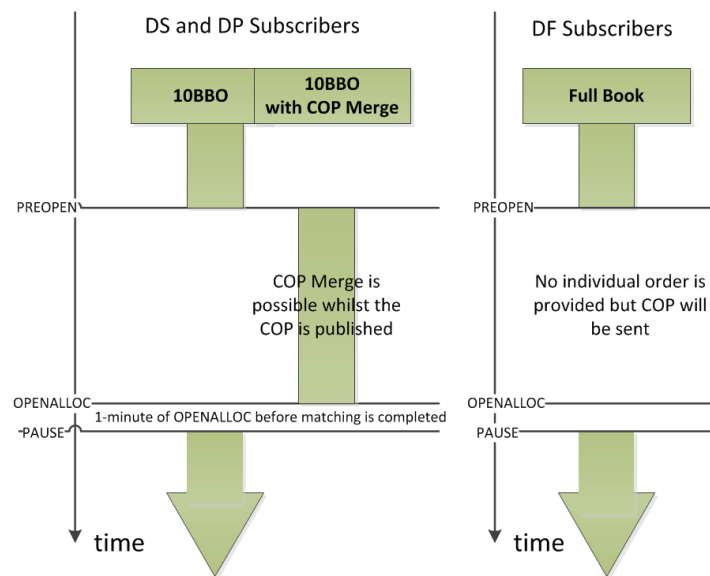 DS and DP Subscribers
10BBO
10BBO
with COP Merge
PREOPEN
COP Merge is
possible whilst the
COP is published
OPENALLOC
1-minute of OPENALLOC before matching is completed
PAUSE
time
DF Subscribers
Full Book
PREOPEN
No individual order is
provided but COP will
be sent
OPENALLOC
PAUSE
time